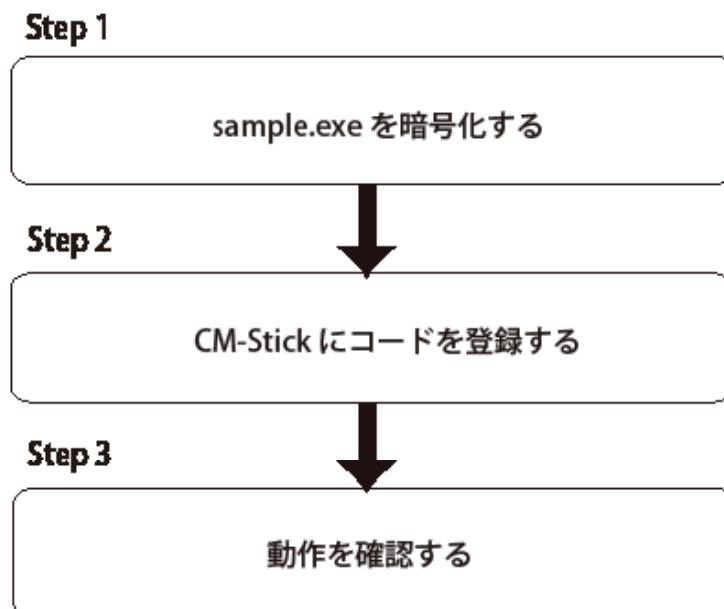 Step 1
sample.exe を暗号化する
Step 2
CM-Stick にコードを登録する
Step 3
動作を確認する